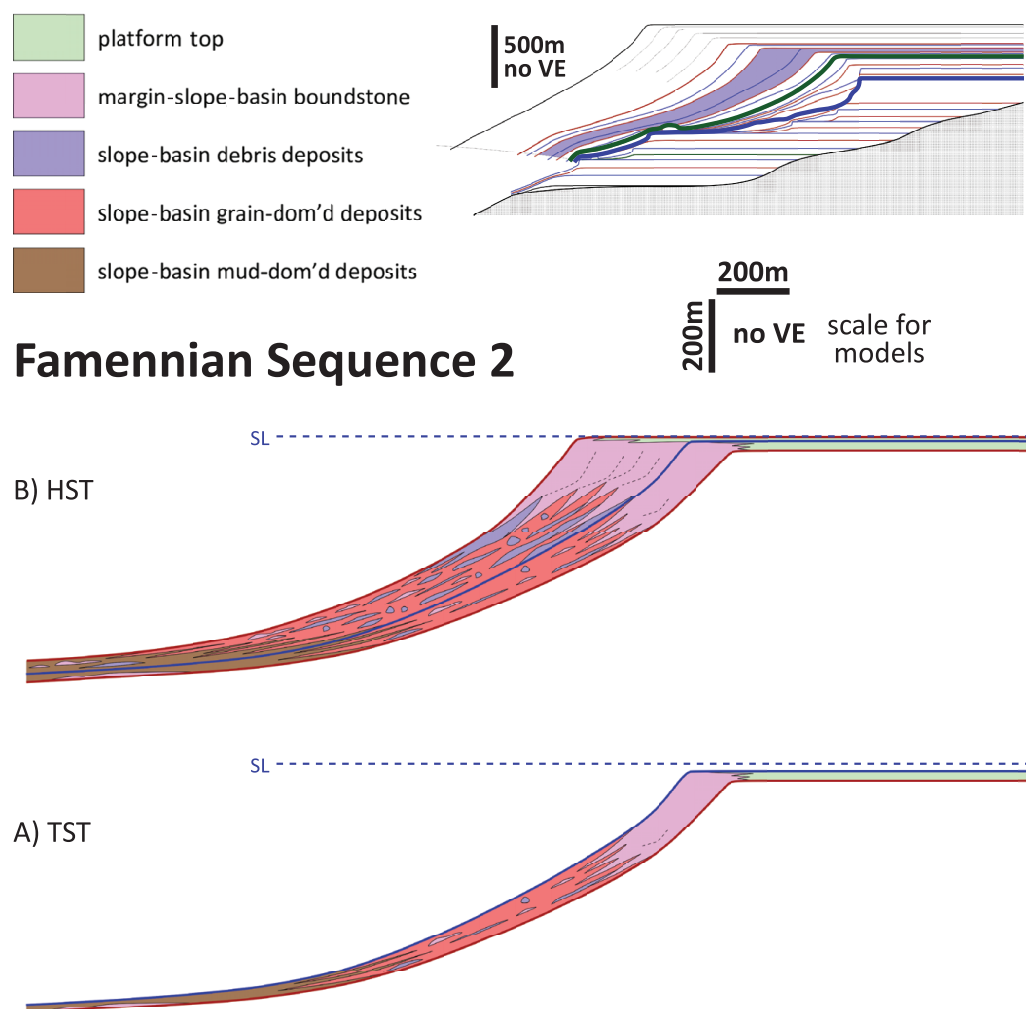 platform top
margin-slope-basin boundstone
slope-basin debris deposits
slope-basin grain-dom'd deposits
slope-basin mud-dom'd deposits
500m
no VE
200m
200m
no VE
scale for
models
Famennian Sequence 2
SL
B) HST
SL
A) TST